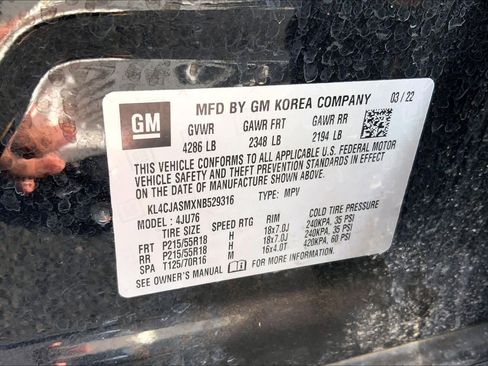 GM
MFD BY GM KOREA COMPANY 03 / 22
GVWR GAWR FRT GAWR RR
4286 LB 2348 LB 2194 LB
THIS VEHICLE CONFORMS TO ALL APPLICABLE U.S. FEDERAL MOTOR
VEHICLE SAFETY AND THEFT PREVENTION STANDARDS IN EFFECT
ON THE DATE OF MANUFACTURE SHOWN ABOVE.
KL4CJASMXNB529316 TYPE: MPV
MODEL: 4JU76
SPEED RTG RIM COLD TIRE PRESSURE
FRT P215/55R18 H 18x7.0J 240KPA, 35 PSI
RR P215/55R18 H 18x7.0J 240KPA, 35 PSI
SPA T125/70R16 M 16x4.0T 420KPA, 60 PSI
SEE OWNER'S MANUAL FOR MORE INFORMATION